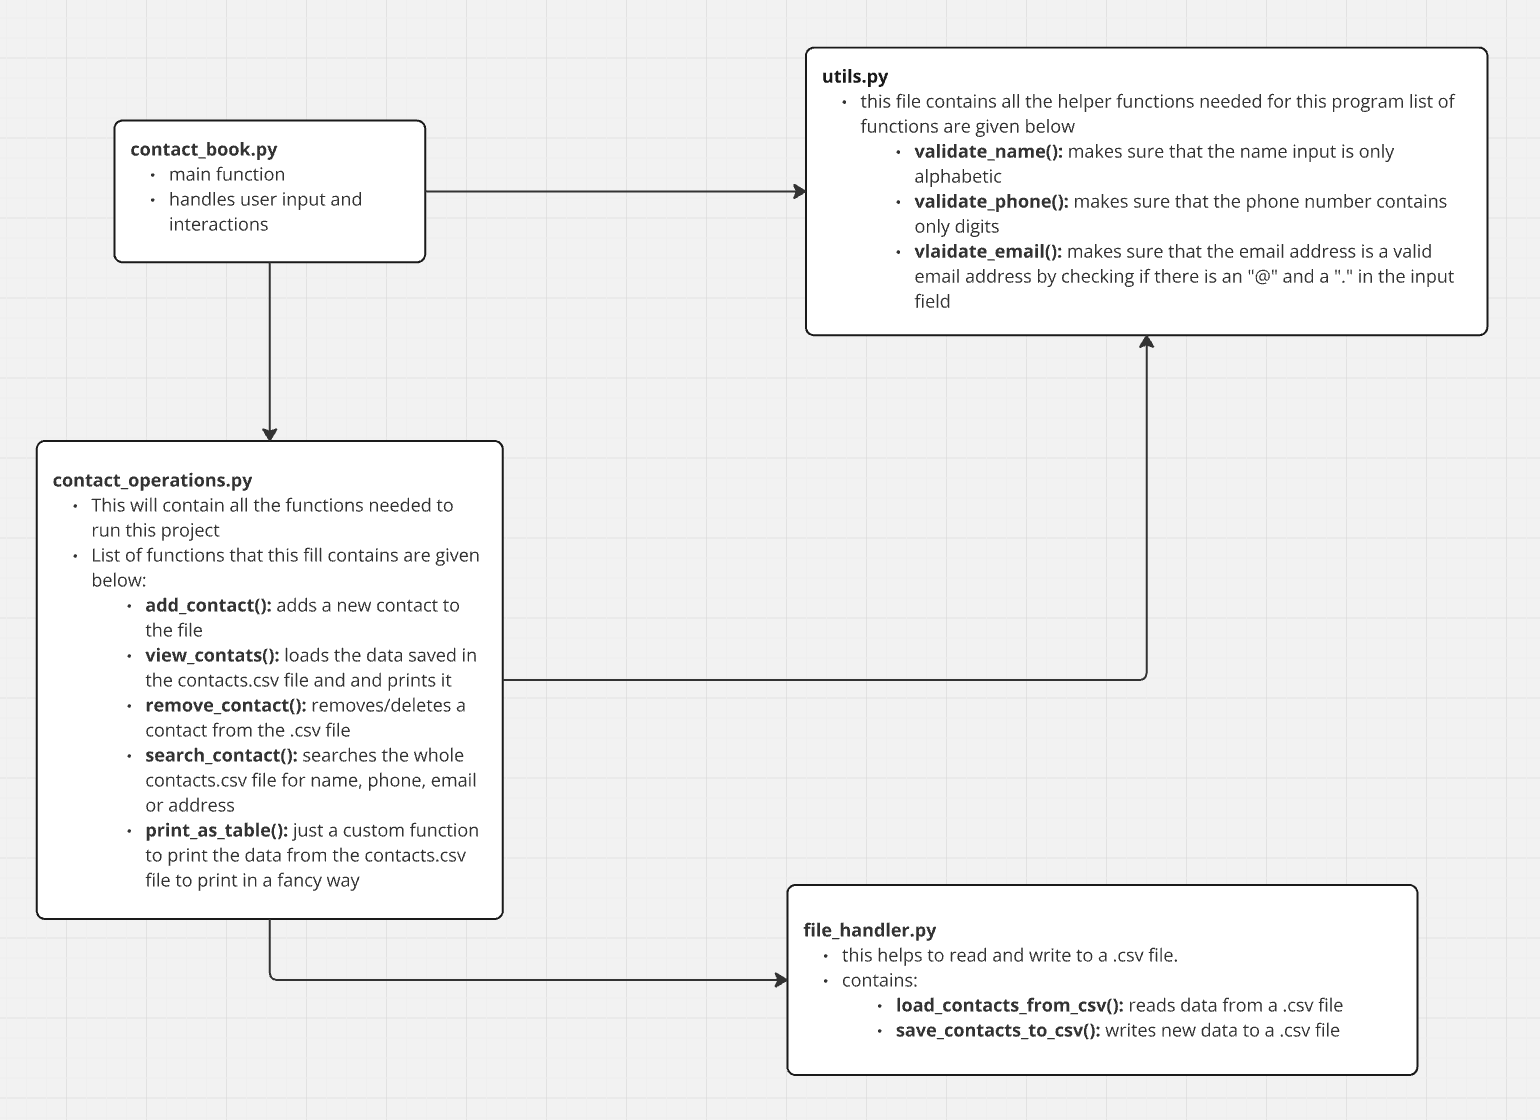 contact_book.py
• main function
• handles user input and
interactions
utils.py
• this file contains all the helper functions needed for this program list of
functions are given below
• validate_name(): makes sure that the name input is only
alphabetic
• validate_phone(): makes sure that the phone number contains
only digits
• vlaidate_email(): makes sure that the email address is a valid
email address by checking if there is an "@" and a "." in the input
field
contact_operations.py
• This will contain all the functions needed to
run this project
• List of functions that this fill contains are given
below:
• add_contact(): adds a new contact to
the file
• view_contats(): loads the data saved in
the contacts.csv file and and prints it
• remove_contact(): removes/deletes a
contact from the .csv file
• search_contact(): searches the whole
contacts.csv file for name, phone, email
or address
• print_as_table(): just a custom function
to print the data from the contacts.csv
file to print in a fancy way
file_handler.py
• this helps to read and write to a .csv file.
• contains:
• load_contacts_from_csv(): reads data from a .csv file
• save_contacts_to_csv(): writes new data to a .csv file